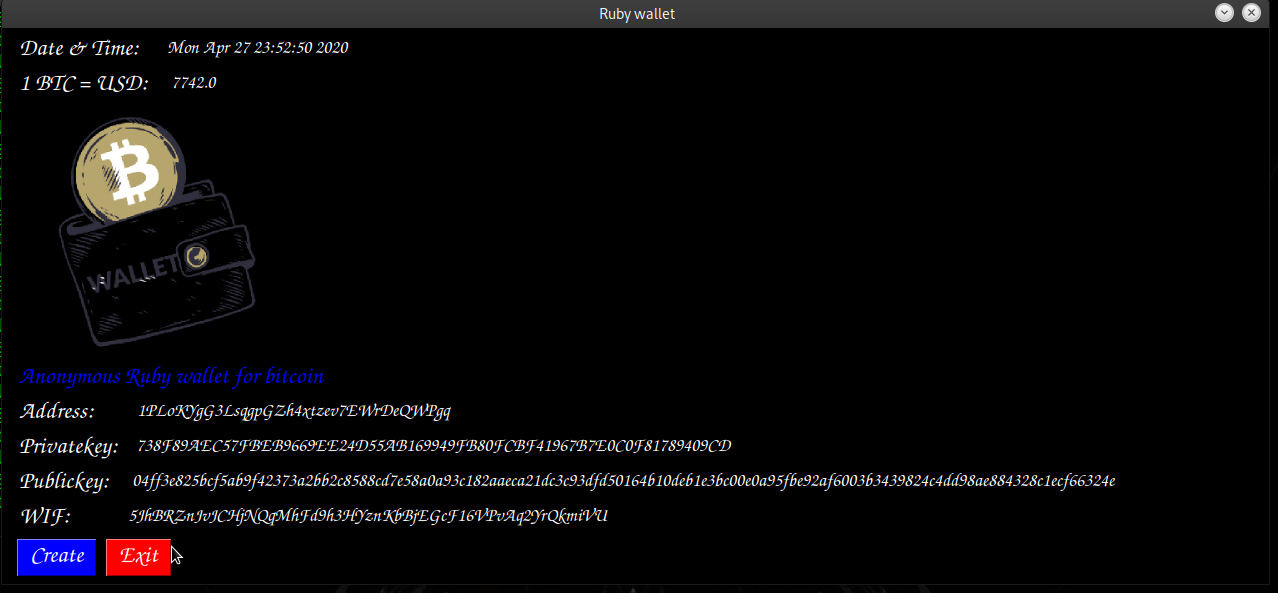 Ruby wallet
Date & Time: Mon Apr 27 23:52:50 2020
1 BTC = USD: 7742.0
WALLET
Anonymous Ruby wallet for bitcoin
Address: 1PLoKYgG3LsqgpGZh4xtzev7EWrDeQWPgq
Privatekey: 738F89AEC57FBEB9669EE24D55AB169949FB80FCBF41967B7E0C0F81789409CD
Publickey: 04ff3e825bcf5ab9f42373a2bb2c8588cd7e58a0a93c182aaeca21dc3c93dfd50164b10deb1e3bc00e0a95fbe92af6003b3439824c4dd98ae884328c1ecf66324e
WIF: 5JhBRZnJvJCHjNQqMhFd9h3HYznKbBjEGcF16VPvAq2YrQkmiVU
Create Exit